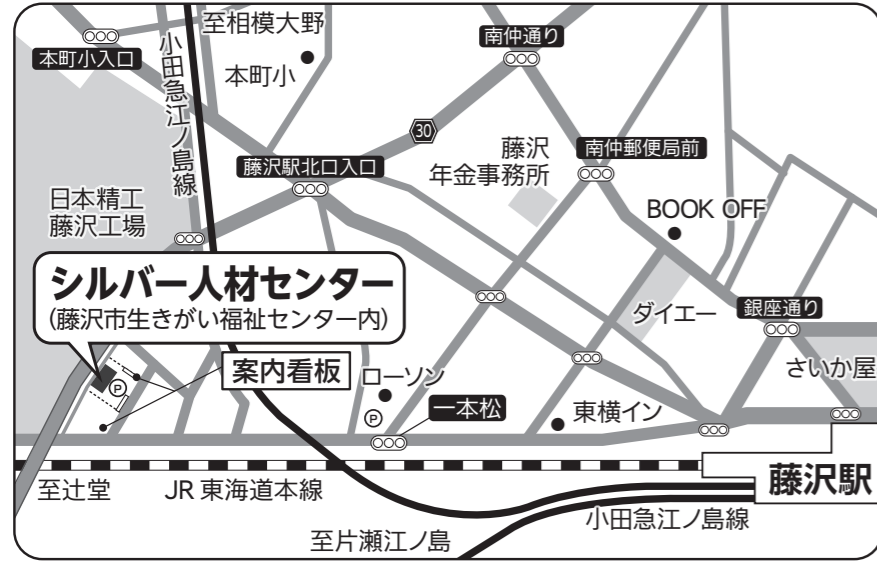 至相模大野
南仲通り
本町小入口
小田急江ノ島線
本町小
30
藤沢
年金事務所
南仲郵便局前
藤沢駅北口入口
日本精工
藤沢工場
BOOK OFF
シルバー人材センター
(藤沢市生きがい福祉センター内)
ダイエー
銀座通り
案内看板
ローソン
さいか屋
P
P
一本松
東横イン
藤沢駅
至辻堂
JR 東海道本線
小田急江ノ島線
至片瀬江ノ島